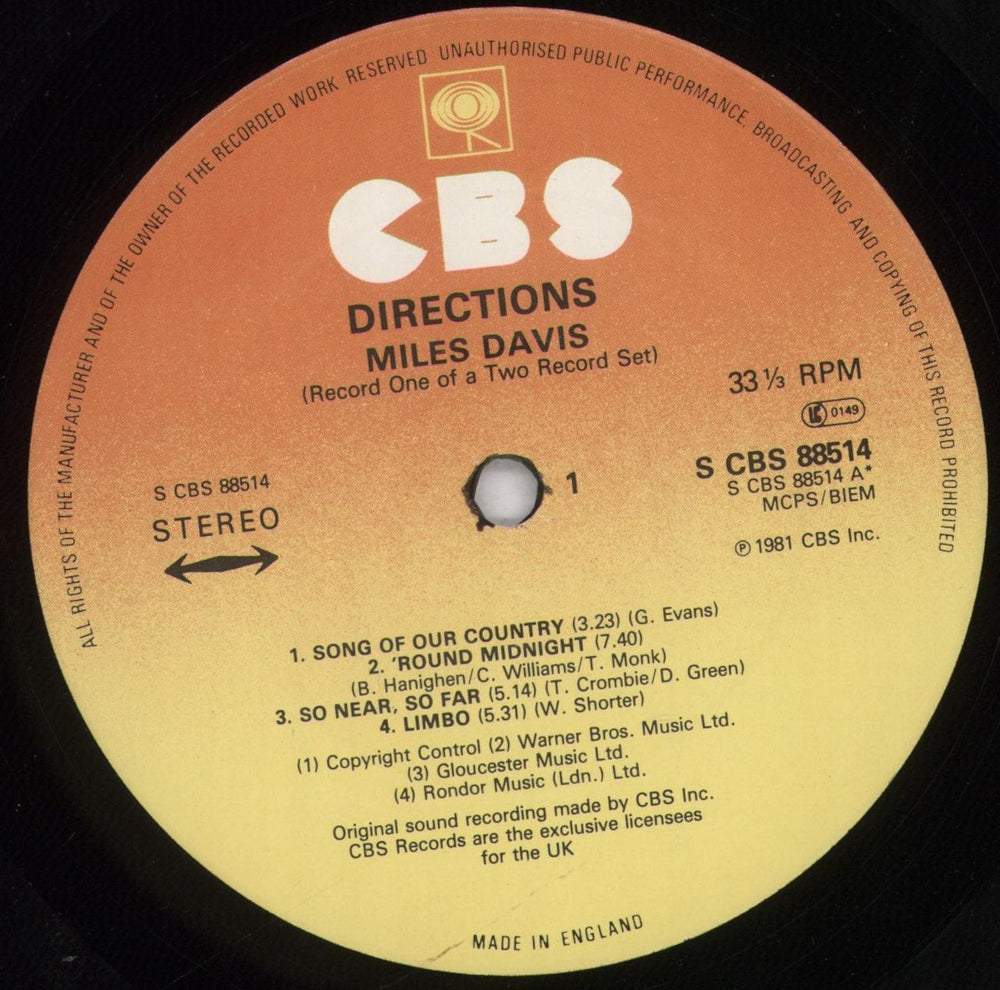 ALL RIGHTS OF THE MANUFACTURER AND OF THE OWNER OF THE RECORDED WORK RESERVED UNAUTHORISED PUBLIC PERFORMANCE, BROADCASTING AND COPYING OF THIS RECORD PROHIBITED
CBS
DIRECTIONS
MILES DAVIS
(Record One of a Two Record Set)
33 ⅓ RPM
LC 0149
S CBS 88514
STEREO
1
S CBS 88514
S CBS 88514 A*
MCPS/BIEM
℗ 1981 CBS Inc.
1. SONG OF OUR COUNTRY (3.23) (G. Evans)
2. 'ROUND MIDNIGHT (7.40)
(B. Hanighen/C. Williams/T. Monk)
3. SO NEAR, SO FAR (5.14) (T. Crombie/D. Green)
4. LIMBO (5.31) (W. Shorter)
(1) Copyright Control (2) Warner Bros. Music Ltd.
(3) Gloucester Music Ltd.
(4) Rondor Music (Ldn.) Ltd.
Original sound recording made by CBS Inc.
CBS Records are the exclusive licensees
for the UK
MADE IN ENGLAND